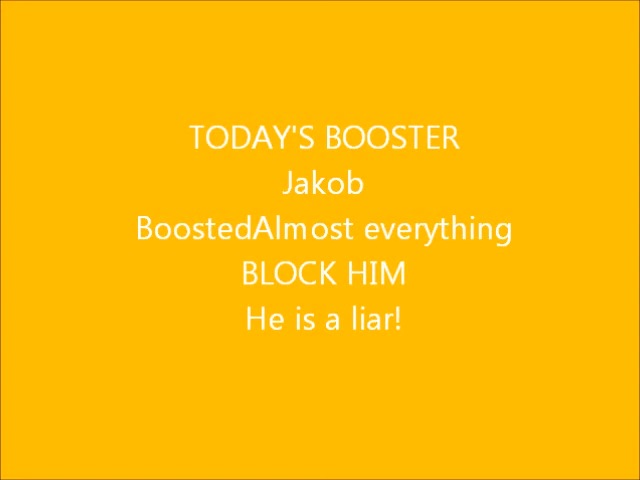 TODAY'S BOOSTER
Jakob
BoostedAlmost everything
BLOCK HIM
He is a liar!